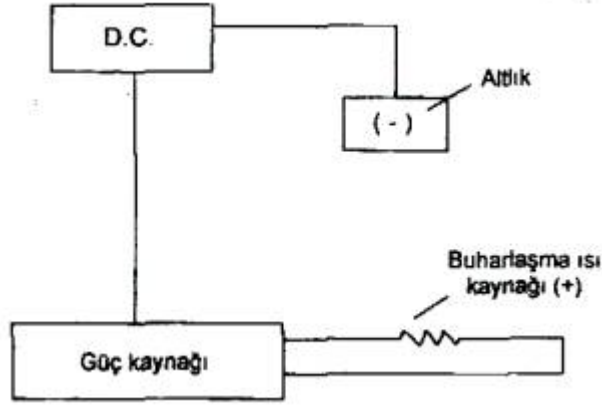 D.C.
Altlık
( - )
Buharlaşma ısı
kaynağı (+)
Güç kaynağı